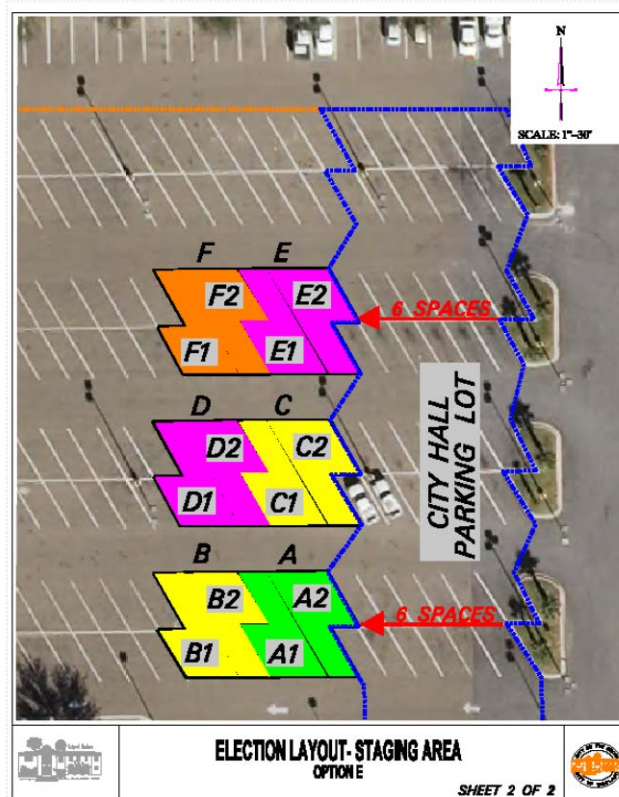 N
SCALE: 1"=30'
F E
F2 E2
6 SPACES
F1 E1
D C
D2 C2
D1 C1
CITY HALL
PARKING LOT
B A
B2 A2
6 SPACES
B1 A1
ELECTION LAYOUT- STAGING AREA
OPTION E
SHEET 2 OF 2